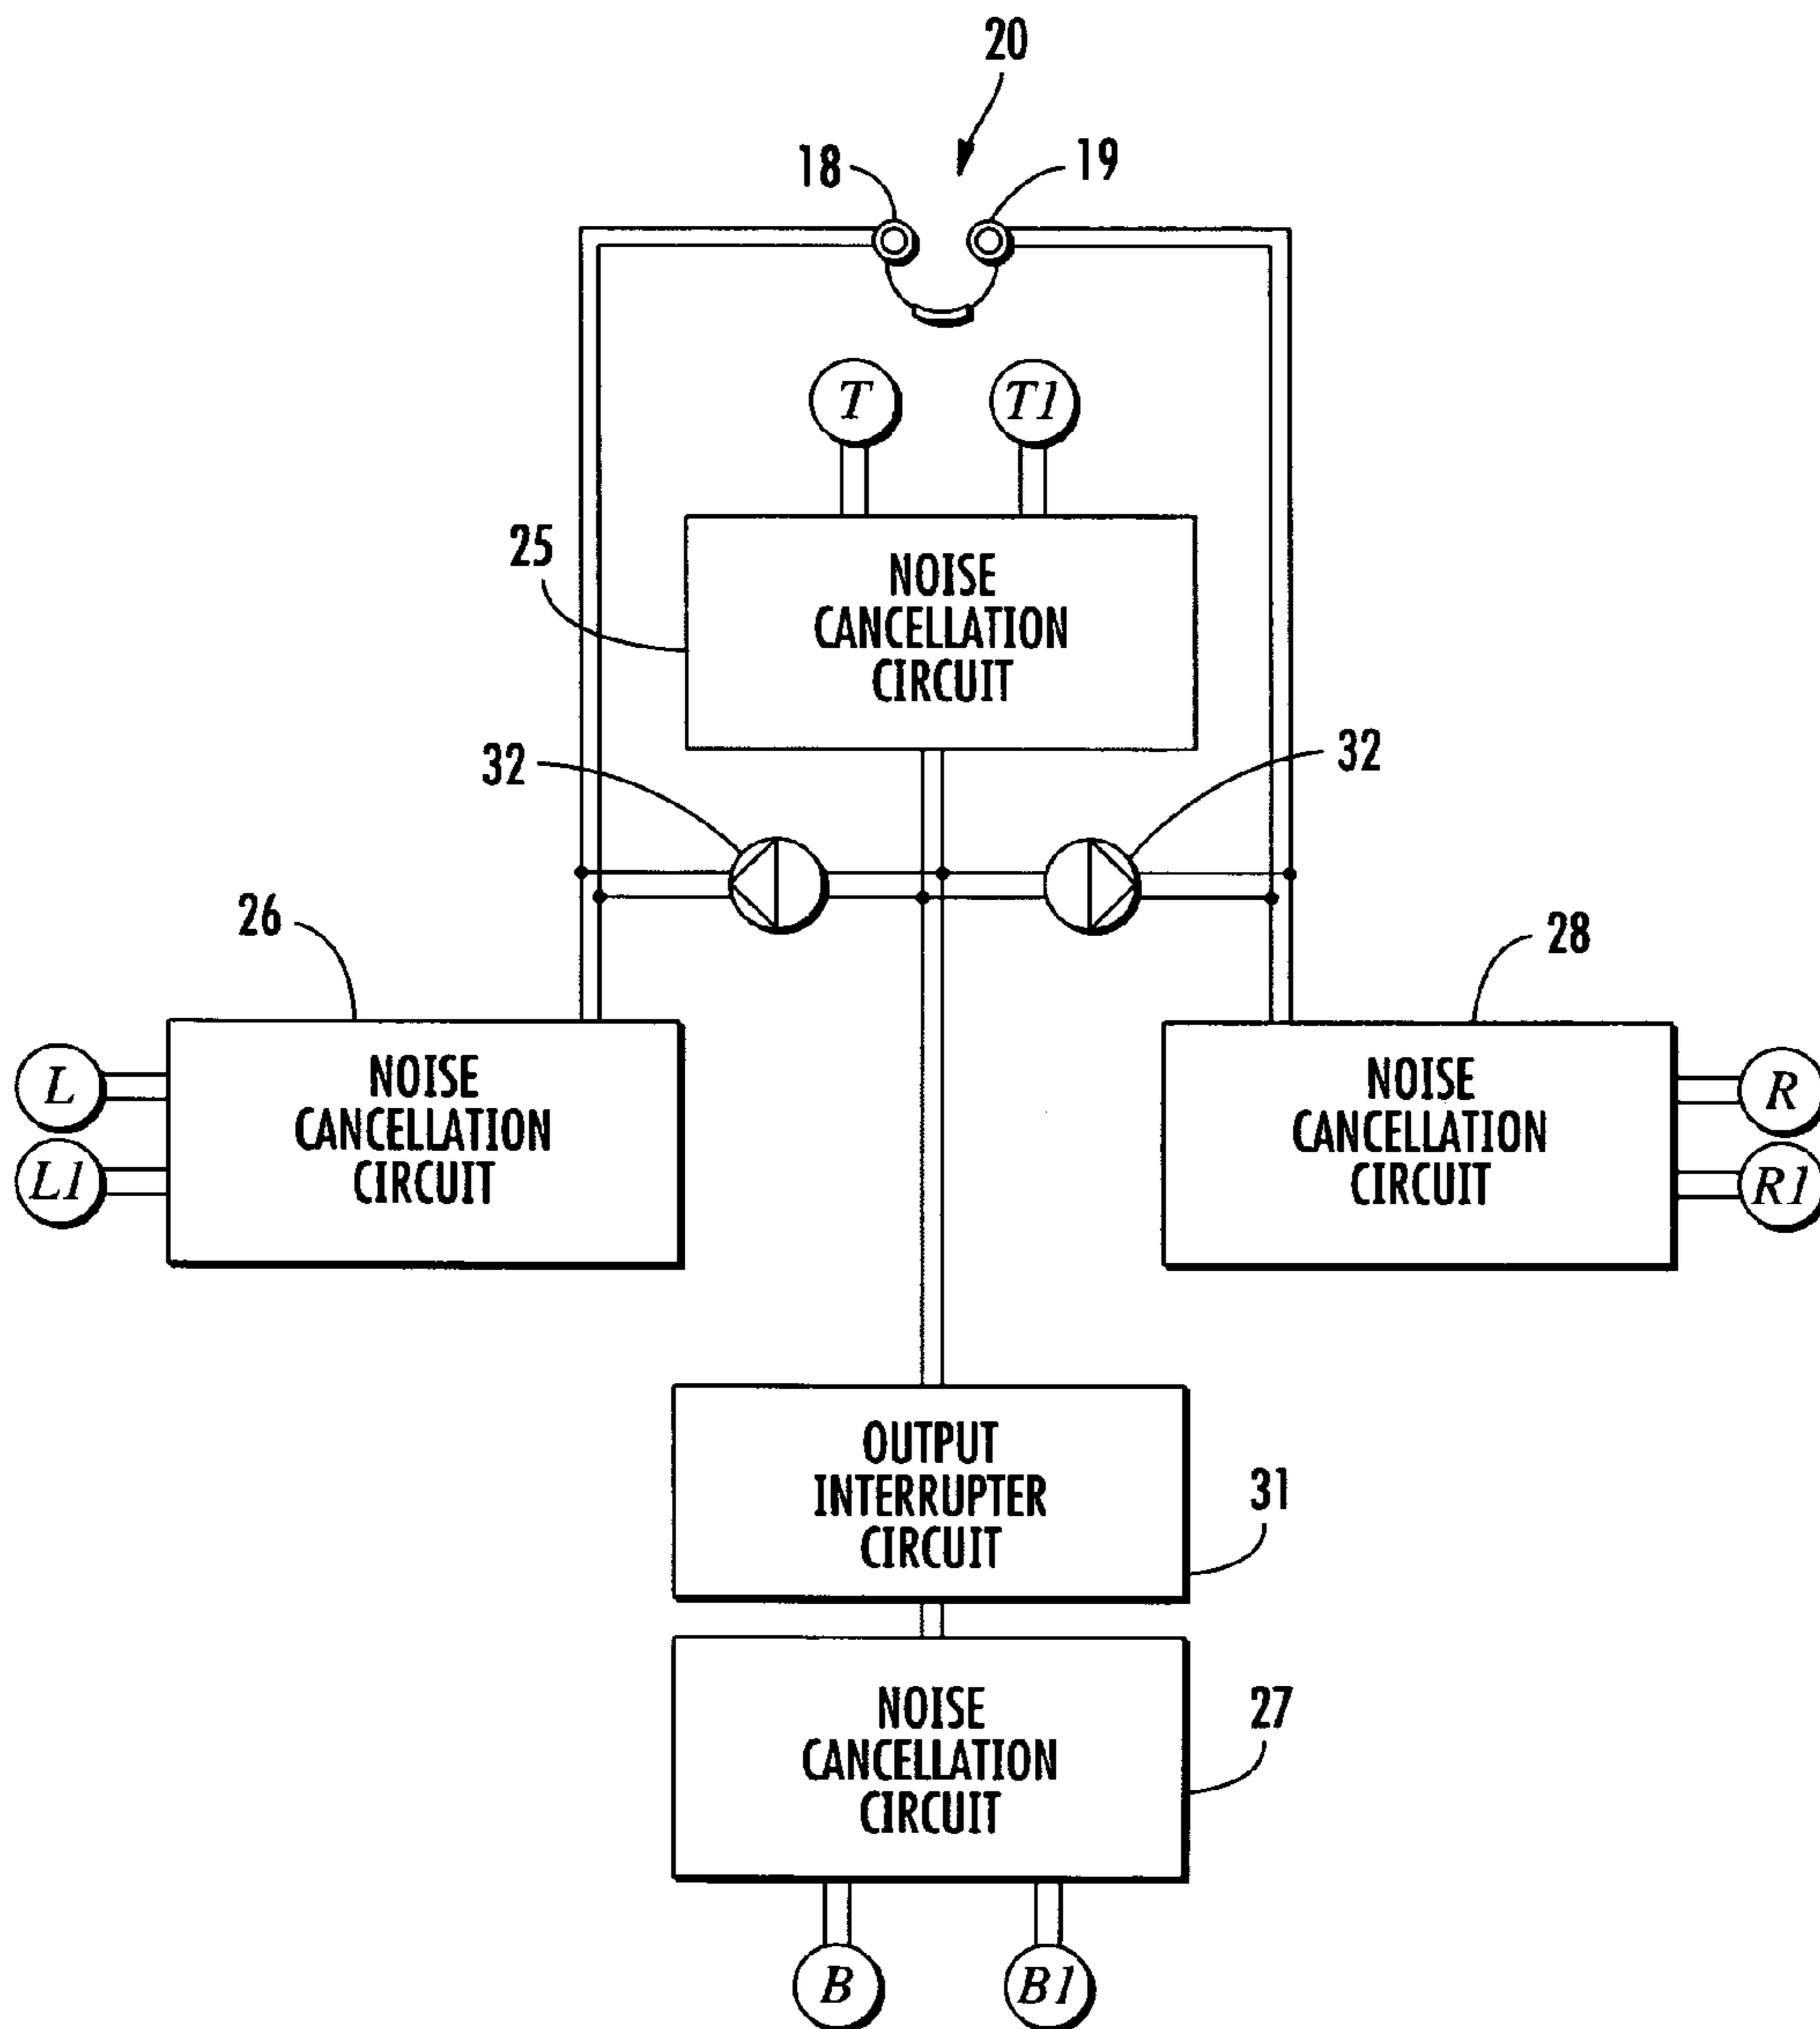 20
18
19
T
T1
25
NOISE
CANCELLATION
CIRCUIT
32
32
26
28
L
L1
NOISE
CANCELLATION
CIRCUIT
NOISE
CANCELLATION
CIRCUIT
R
R1
OUTPUT
INTERRUPTER
CIRCUIT
31
NOISE
CANCELLATION
CIRCUIT
27
B
B1